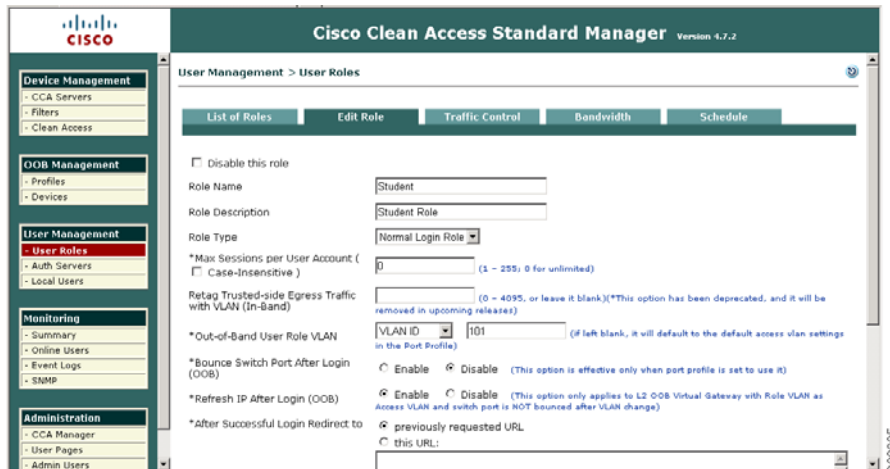 CISCO
Cisco Clean Access Standard Manager Version 4.7.2
Device Management
- CCA Servers
- Filters
- Clean Access
OOB Management
- Profiles
- Devices
User Management
- User Roles
- Auth Servers
- Local Users
Monitoring
- Summary
- Online Users
- Event Logs
- SNMP
Administration
- CCA Manager
- User Pages
- Admin Users
User Management > User Roles
List of Roles Edit Role Traffic Control Bandwidth Schedule
Disable this role
Role Name Student
Role Description Student Role
Role Type Normal Login Role
*Max Sessions per User Account (
Case-Insensitive ) 0 (1 - 255; 0 for unlimited)
Retag Trusted-side Egress Traffic
with VLAN (In-Band) (0 - 4095, or leave it blank)(*This option has been deprecated, and it will be
removed in upcoming releases)
*Out-of-Band User Role VLAN VLAN ID 101 (if left blank, it will default to the default access vlan settings
in the Port Profile)
*Bounce Switch Port After Login
(OOB) Enable Disable (This option is effective only when port profile is set to use it)
*Refresh IP After Login (OOB) Enable Disable (This option only applies to L2 OOB Virtual Gateway with Role VLAN as
Access VLAN and switch port is NOT bounced after VLAN change)
*After Successful Login Redirect to previously requested URL
this URL: